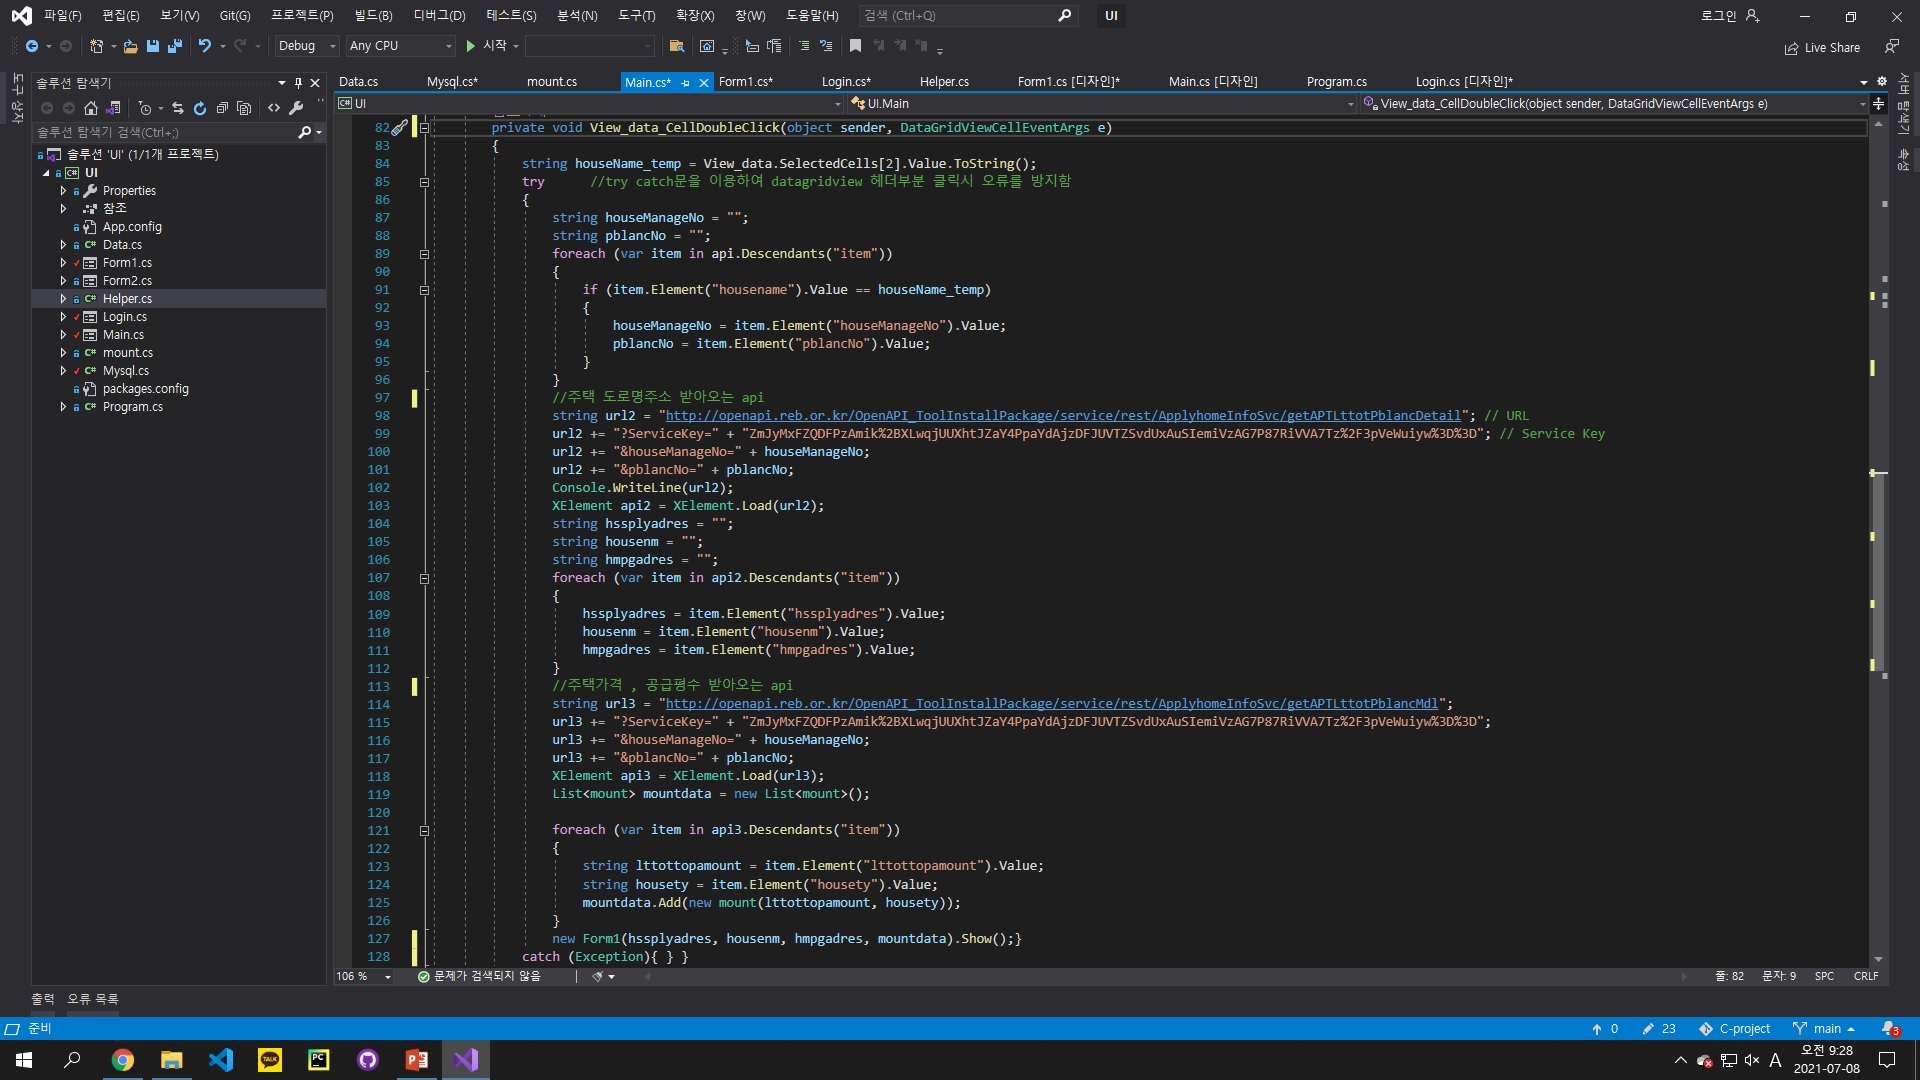 파일(F) 편집(E) 보기(V) Git(G) 프로젝트(P) 빌드(B) 디버그(D) 테스트(S) 분석(N) 도구(T) 확장(X) 창(W) 도움말(H) 검색 (Ctrl+Q) UI 로그인
Debug Any CPU 시작 Live Share
도구 상자
솔루션 탐색기
솔루션 탐색기 검색(Ctrl+;)
솔루션 'UI' (1/1개 프로젝트)
UI
Properties
참조
App.config
Data.cs
Form1.cs
Form2.cs
Helper.cs
Login.cs
Main.cs
mount.cs
Mysql.cs
packages.config
Program.cs
Data.cs Mysql.cs* mount.cs Main.cs* Form1.cs* Login.cs* Helper.cs Form1.cs [디자인]* Main.cs [디자인] Program.cs Login.cs [디자인]*
UI UI.Main View_data_CellDoubleClick(object sender, DataGridViewCellEventArgs e)
82 private void View_data_CellDoubleClick(object sender, DataGridViewCellEventArgs e)
83 {
84 string houseName_temp = View_data.SelectedCells[2].Value.ToString();
85 try //try catch문을 이용하여 datagridview 헤더부분 클릭시 오류를 방지함
86 {
87 string houseManageNo = "";
88 string pblancNo = "";
89 foreach (var item in api.Descendants("item"))
90 {
91 if (item.Element("housename").Value == houseName_temp)
92 {
93 houseManageNo = item.Element("houseManageNo").Value;
94 pblancNo = item.Element("pblancNo").Value;
95 }
96 }
97 //주택 도로명주소 받아오는 api
98 string url2 = "http://openapi.reb.or.kr/OpenAPI_ToolInstallPackage/service/rest/ApplyhomeInfoSvc/getAPTLttotPblancDetail"; // URL
99 url2 += "?ServiceKey=" + "ZmJyMxFZQDFPzAmik%2BXLwqjUUXhtJZaY4PpaYdAjzDFJUVTZSvdUxAuSIemiVzAG7P87RiVVA7Tz%2F3pVeWuiyw%3D%3D"; // Service Key
100 url2 += "&houseManageNo=" + houseManageNo;
101 url2 += "&pblancNo=" + pblancNo;
102 Console.WriteLine(url2);
103 XElement api2 = XElement.Load(url2);
104 string hssplyadres = "";
105 string housenm = "";
106 string hmpgadres = "";
107 foreach (var item in api2.Descendants("item"))
108 {
109 hssplyadres = item.Element("hssplyadres").Value;
110 housenm = item.Element("housenm").Value;
111 hmpgadres = item.Element("hmpgadres").Value;
112 }
113 //주택가격 , 공급평수 받아오는 api
114 string url3 = "http://openapi.reb.or.kr/OpenAPI_ToolInstallPackage/service/rest/ApplyhomeInfoSvc/getAPTLttotPblancMdl";
115 url3 += "?ServiceKey=" + "ZmJyMxFZQDFPzAmik%2BXLwqjUUXhtJZaY4PpaYdAjzDFJUVTZSvdUxAuSIemiVzAG7P87RiVVA7Tz%2F3pVeWuiyw%3D%3D";
116 url3 += "&houseManageNo=" + houseManageNo;
117 url3 += "&pblancNo=" + pblancNo;
118 XElement api3 = XElement.Load(url3);
119 List<mount> mountdata = new List<mount>();
120
121 foreach (var item in api3.Descendants("item"))
122 {
123 string lttottopamount = item.Element("lttottopamount").Value;
124 string housety = item.Element("housety").Value;
125 mountdata.Add(new mount(lttottopamount, housety));
126 }
127 new Form1(hssplyadres, housenm, hmpgadres, mountdata).Show();}
128 catch (Exception){ } }
서버 탐색기
속성
106 % 문제가 검색되지 않음 줄: 82 문자: 9 SPC CRLF
출력 오류 목록
준비 0 23 C-project main 3
TALK PC A 오전 9:28
2021-07-08